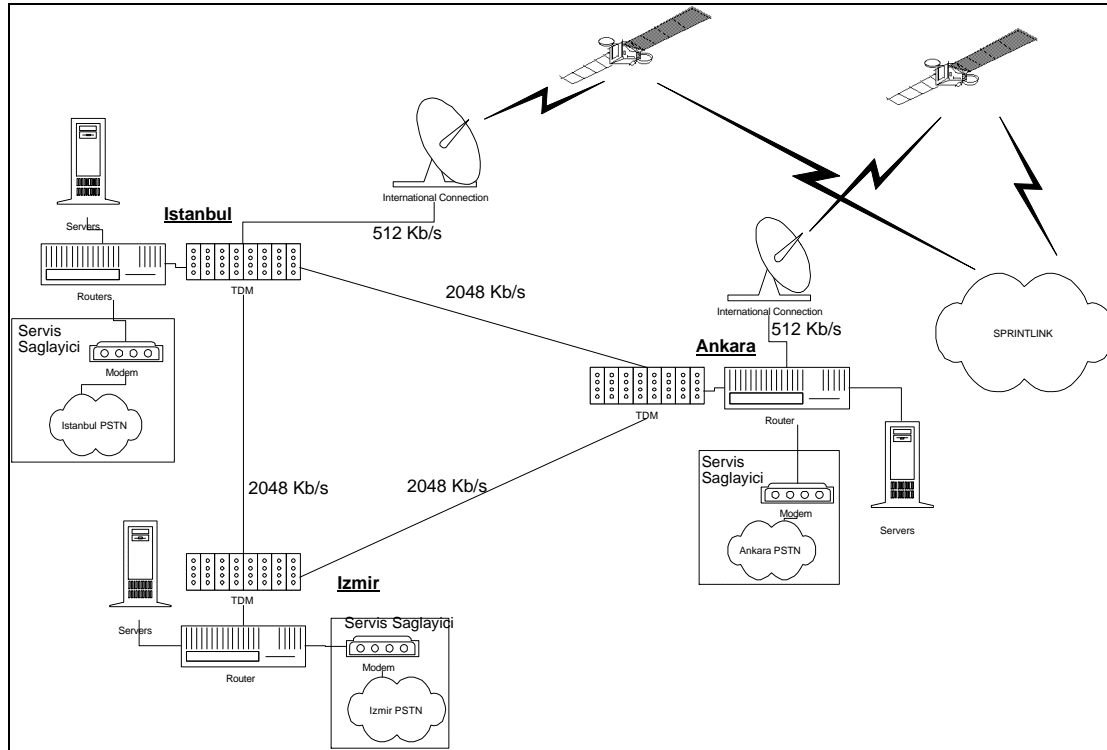 International Connection
Servers
Istanbul
512 Kb/s
Routers
TDM
2048 Kb/s
International Connection
512 Kb/s
SPRINTLINK
Servis
Saglayici
Modem
Istanbul PSTN
Ankara
TDM
Router
Servis
Saglayici
Modem
Ankara PSTN
Servers
2048 Kb/s
2048 Kb/s
TDM
Izmir
Servers
Router
Servis Saglayici
Modem
Izmir PSTN